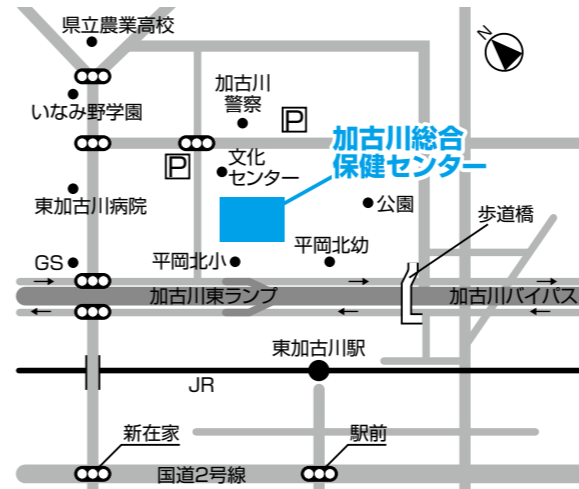 県立農業高校
N
いなみ野学園
加古川
警察
P
加古川総合
保健センター
P
文化
センター
東加古川病院
公園
歩道橋
GS
平岡北小
平岡北幼
加古川東ランプ
加古川バイパス
東加古川駅
JR
新在家
駅前
国道2号線